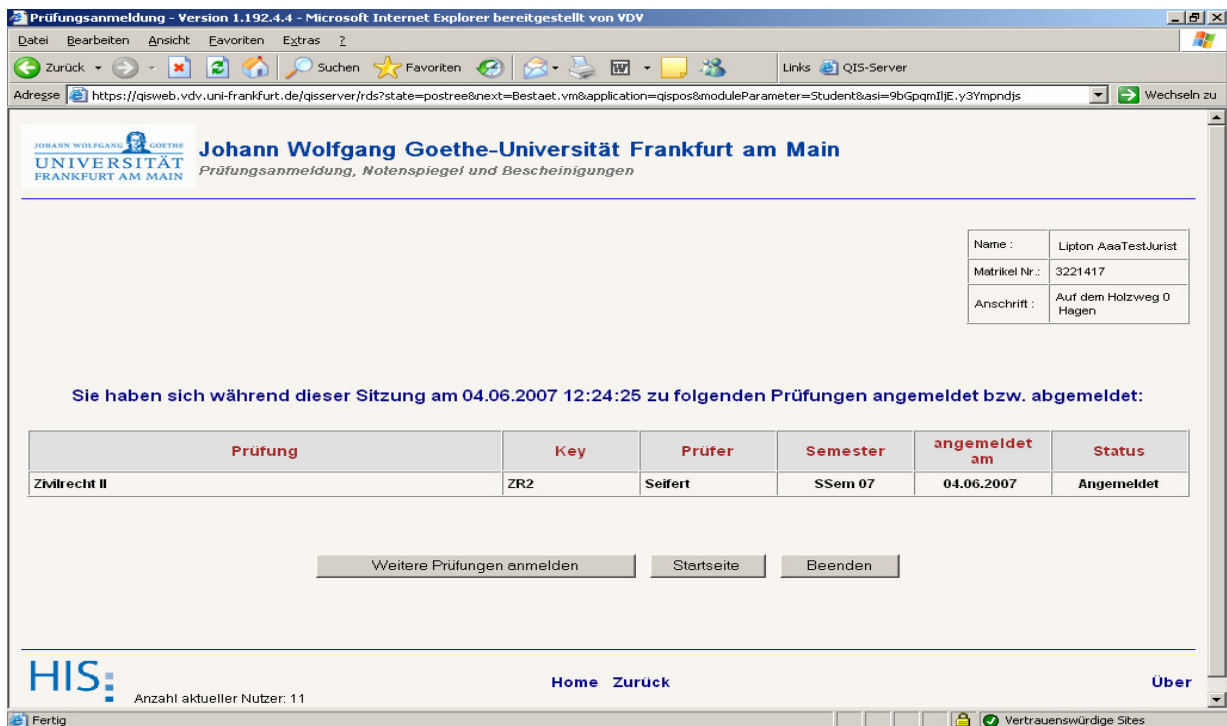 Prüfungsanmeldung - Version 1.192.4.4 - Microsoft Internet Explorer bereitgestellt von VDV
Datei Bearbeiten Ansicht Favoriten Extras ?
Zurück Suchen Favoriten Links QIS-Server
Adresse https://qisweb.vdv.uni-frankfurt.de/qisserver/rds?state=postree&next=Bestaet.vm&application=qispos&moduleParameter=Student&asi=9bGpqmIljE.y3Ympndjs Wechseln zu
JOHANN WOLFGANG GOETHE
UNIVERSITÄT
FRANKFURT AM MAIN
Johann Wolfgang Goethe-Universität Frankfurt am Main
Prüfungsanmeldung, Notenspiegel und Bescheinigungen
Name : Lipton AaaTestJurist
Matrikel Nr.: 3221417
Anschrift : Auf dem Holzweg 0
Hagen
Sie haben sich während dieser Sitzung am 04.06.2007 12:24:25 zu folgenden Prüfungen angemeldet bzw. abgemeldet:
Prüfung Key Prüfer Semester angemeldet am Status
Zivilrecht II ZR2 Seifert SSem 07 04.06.2007 Angemeldet
Weitere Prüfungen anmelden Startseite Beenden
HIS:
Anzahl aktueller Nutzer: 11
Home Zurück Über
Fertig Vertrauenswürdige Sites